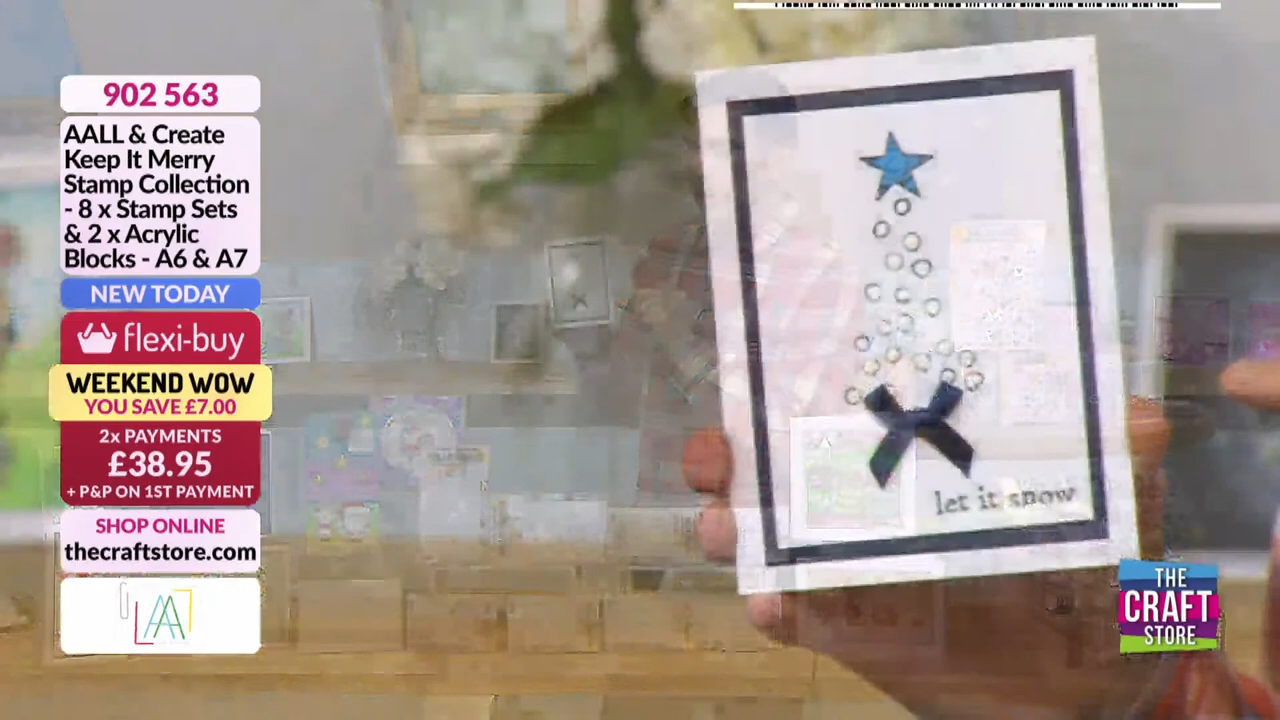 902 563
AALL & Create
Keep It Merry
Stamp Collection
- 8 x Stamp Sets
& 2 x Acrylic
Blocks - A6 & A7
NEW TODAY
flexi-buy
WEEKEND WOW
YOU SAVE £7.00
2x PAYMENTS
£38.95
+ P&P ON 1ST PAYMENT
SHOP ONLINE
thecraftstore.com
let it snow
THE
CRAFT
STORE